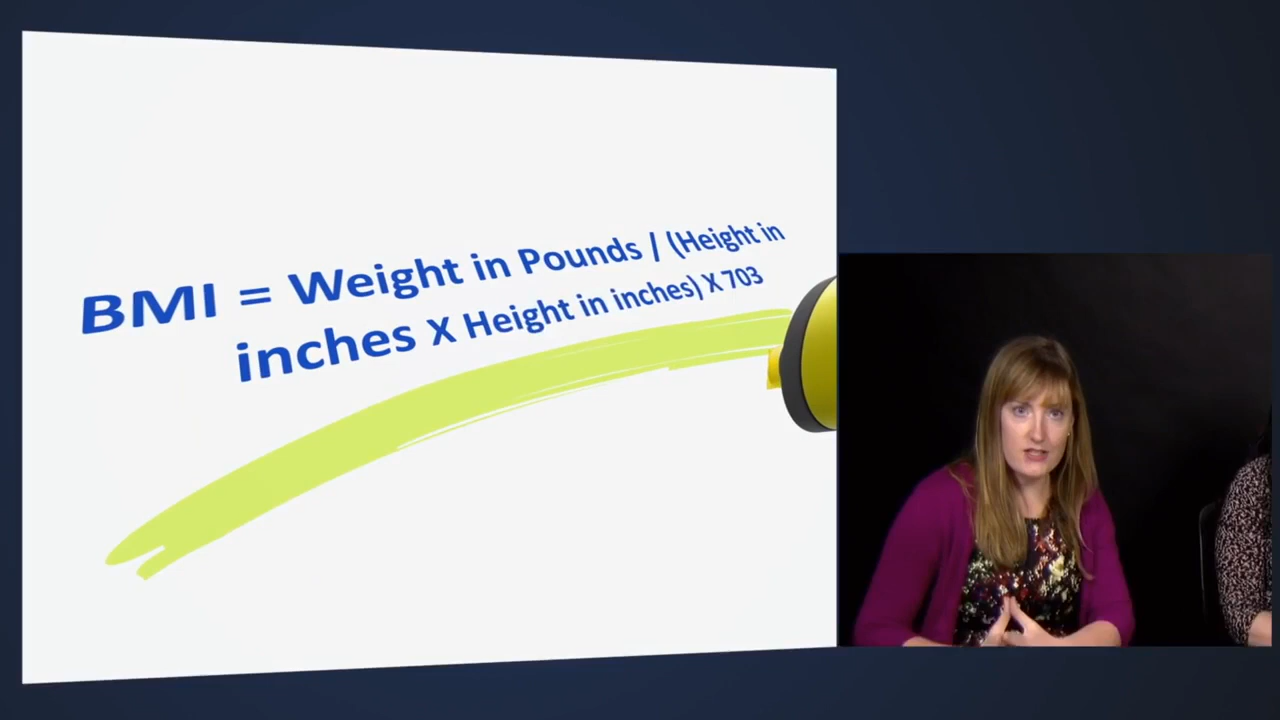 BMI = Weight in Pounds / (Height in
inches X Height in inches) X 703